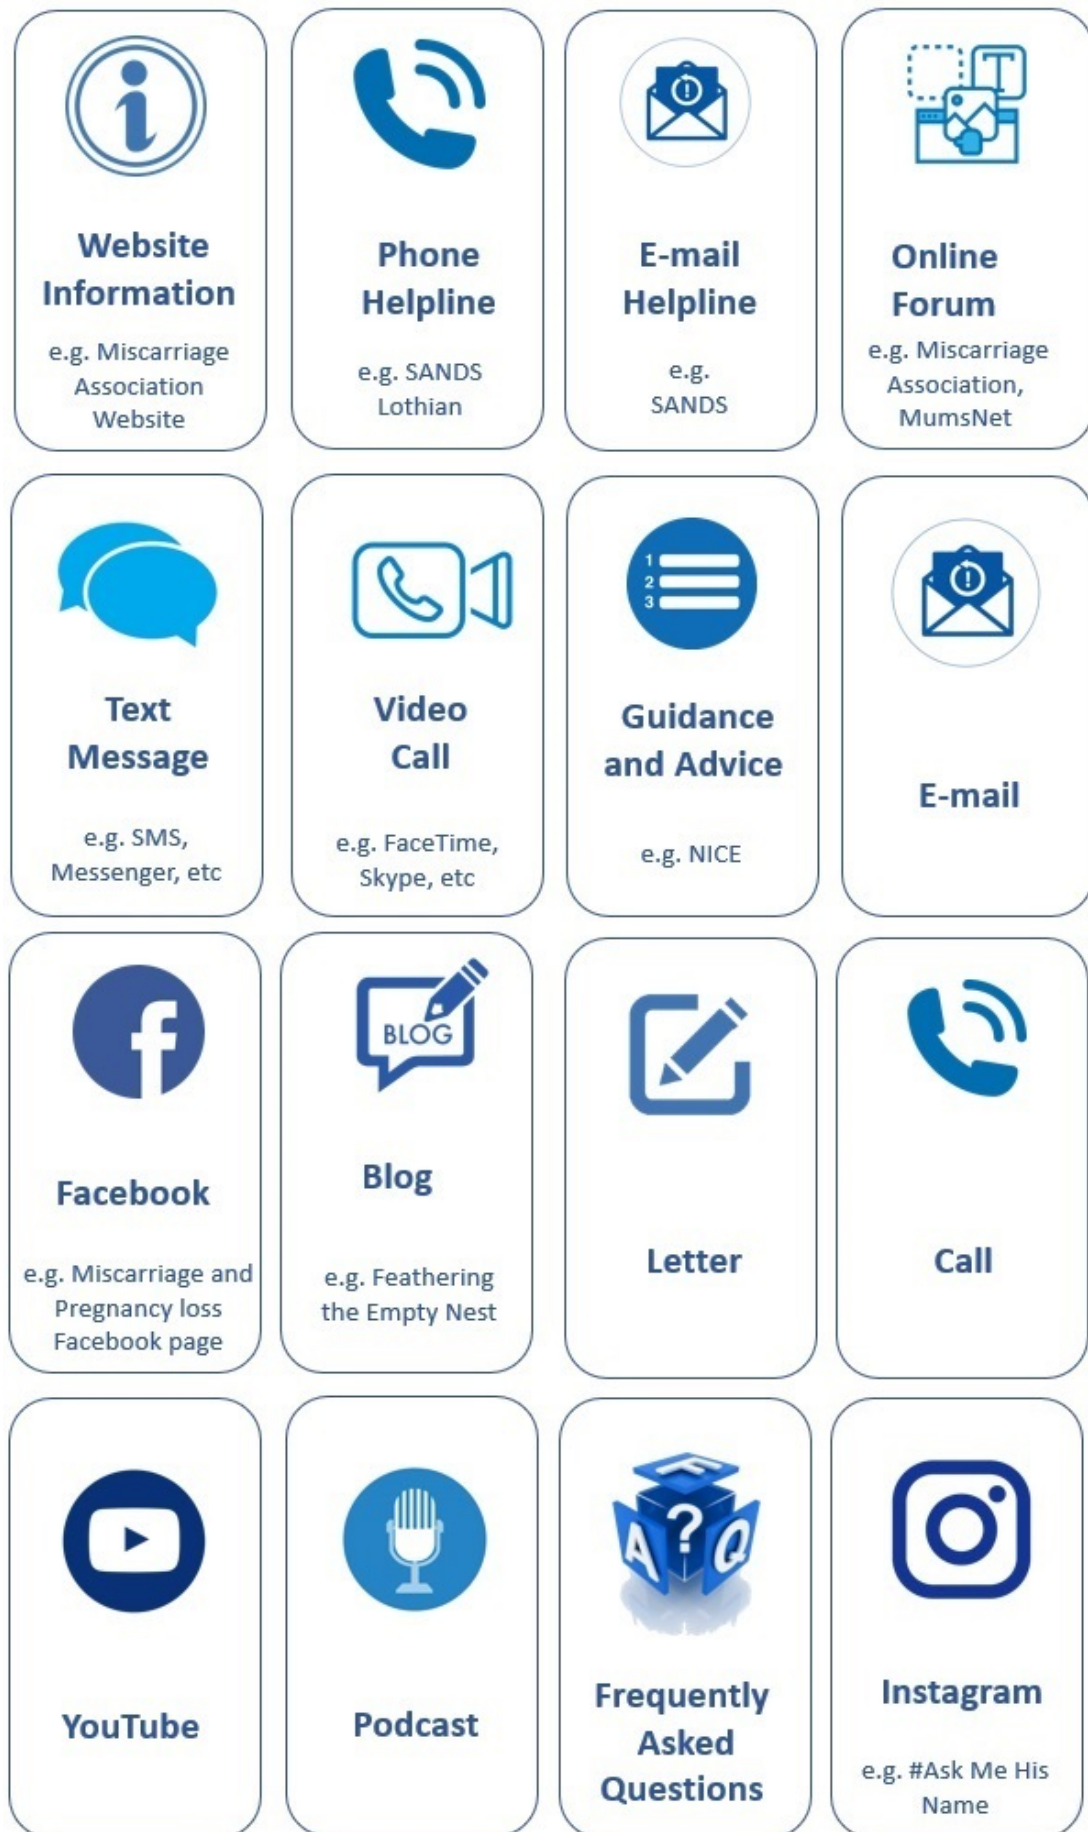 Website
Information
e.g. Miscarriage
Association
Website
Phone
Helpline
e.g. SANDS
Lothian
E-mail
Helpline
e.g.
SANDS
T
Online
Forum
e.g. Miscarriage
Association,
MumsNet
Text
Message
e.g. SMS,
Messenger, etc
Video
Call
e.g. FaceTime,
Skype, etc
1
2
3
Guidance
and Advice
e.g. NICE
E-mail
Facebook
e.g. Miscarriage and
Pregnancy loss
Facebook page
BLOG
Blog
e.g. Feathering
the Empty Nest
Letter
Call
YouTube
Podcast
F
A ? Q
Frequently
Asked
Questions
Instagram
e.g. #Ask Me His
Name